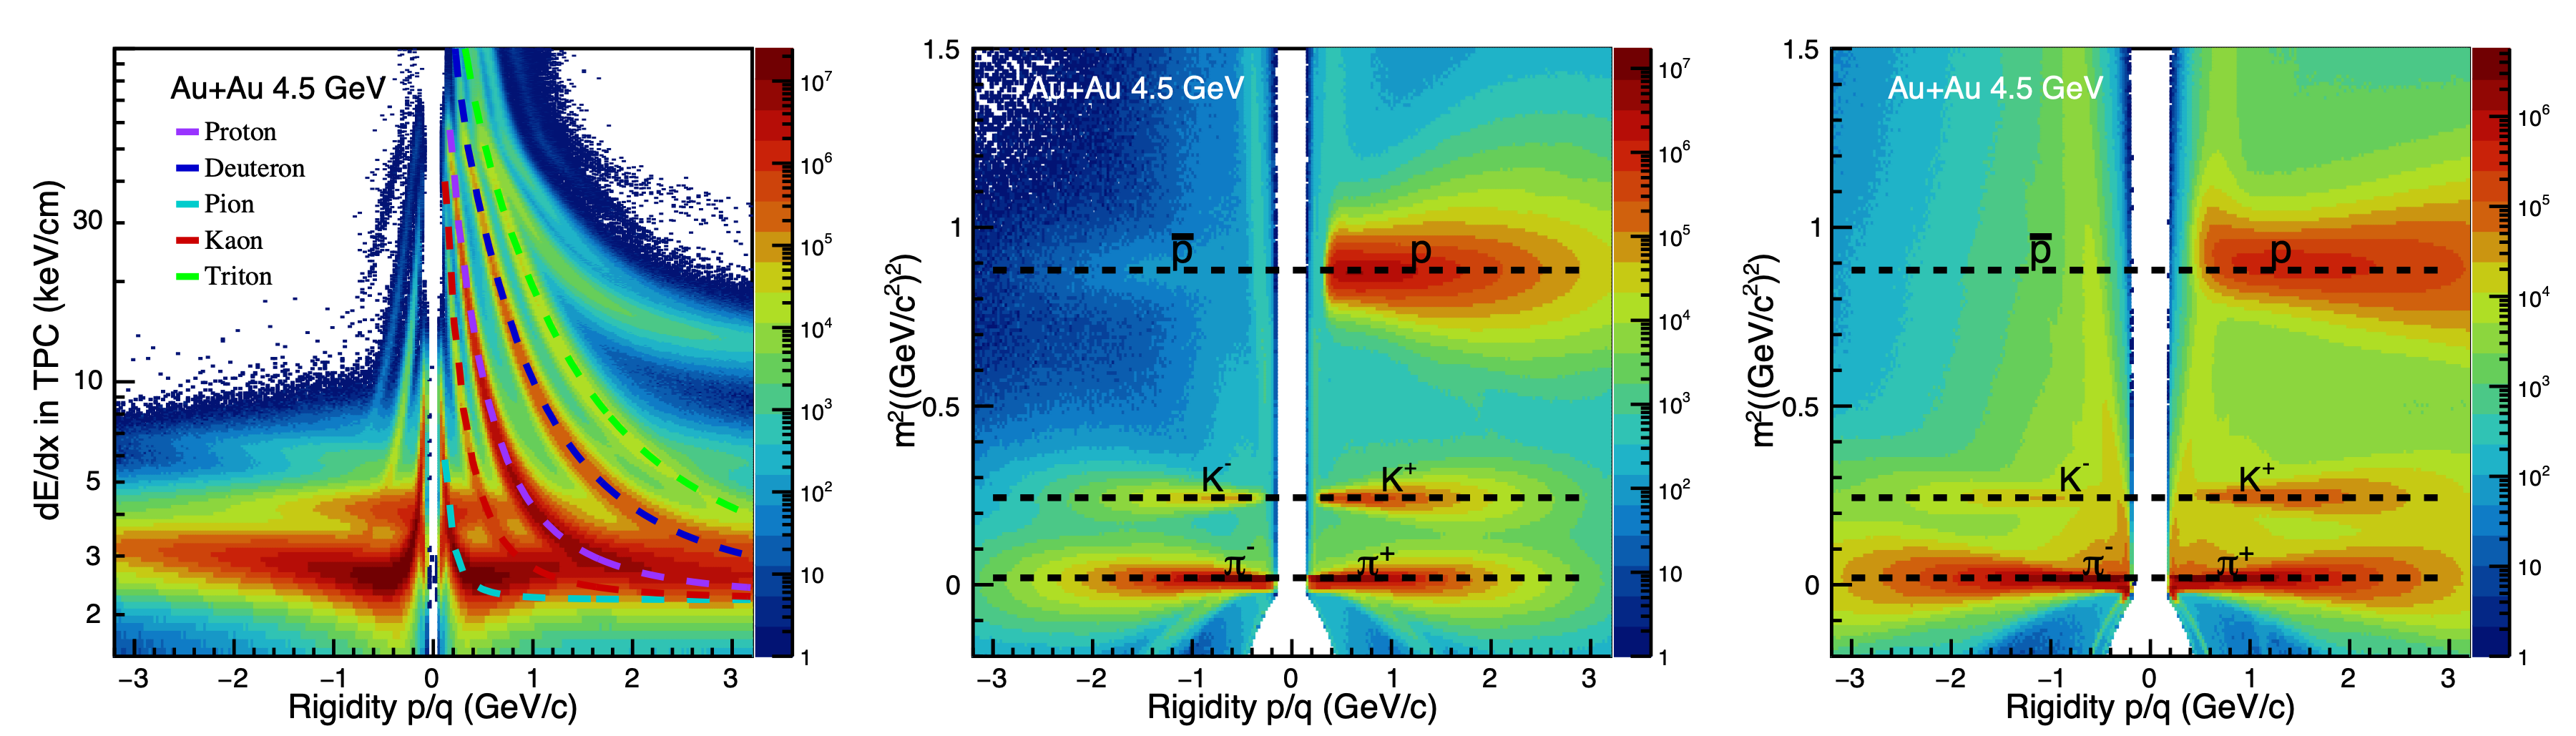 Au+Au 4.5 GeV
Proton
Deuteron
Pion
Kaon
Triton
dE/dx in TPC (keV/cm)
30
10
5
3
2
−3 −2 −1 0 1 2 3
Rigidity p/q (GeV/c)
10⁷
10⁶
10⁵
10⁴
10³
10²
10
1
Au+Au 4.5 GeV
m²((GeV/c²)²)
1.5
1
0.5
0
p̅ p
K⁻ K⁺
π⁻ π⁺
−3 −2 −1 0 1 2 3
Rigidity p/q (GeV/c)
10⁷
10⁶
10⁵
10⁴
10³
10²
10
1
Au+Au 4.5 GeV
m²((GeV/c²)²)
1.5
1
0.5
0
p̅ p
K⁻ K⁺
π⁻ π⁺
−3 −2 −1 0 1 2 3
Rigidity p/q (GeV/c)
10⁶
10⁵
10⁴
10³
10²
10
1